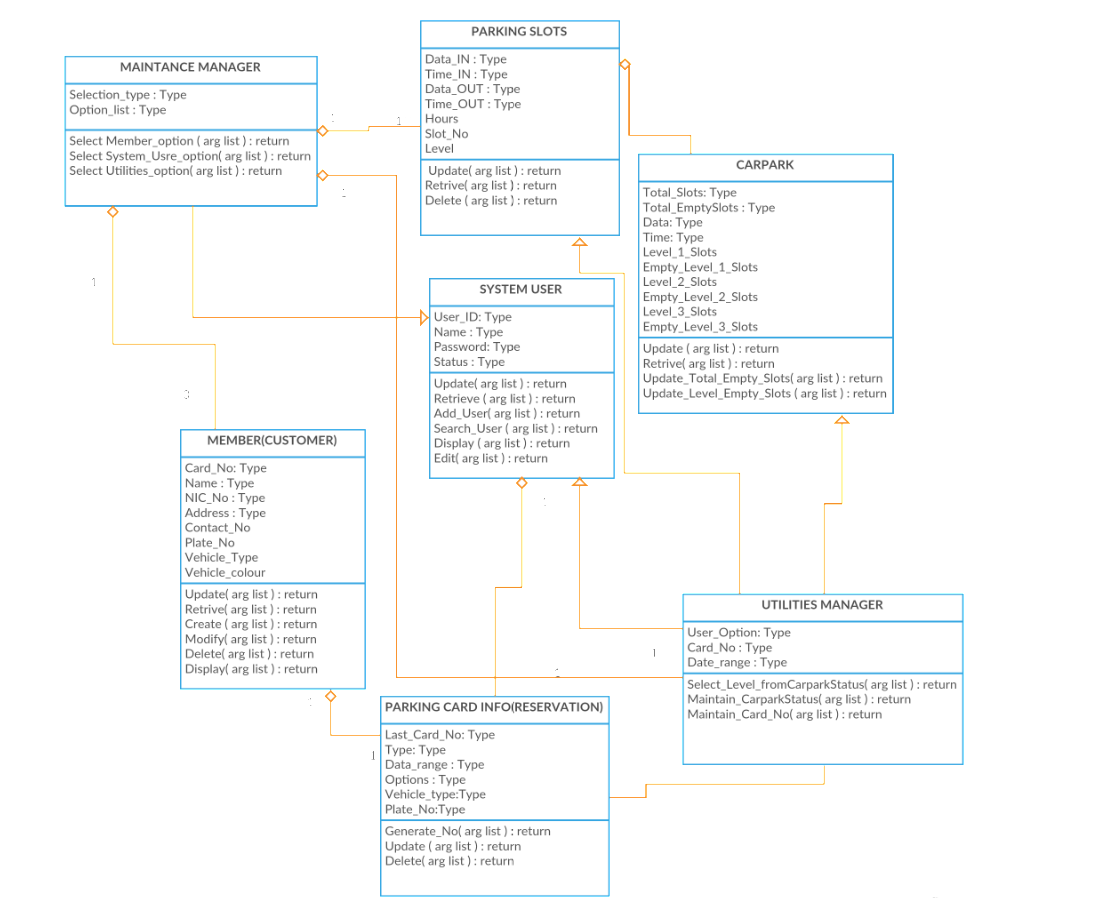 PARKING SLOTS
Data_IN : Type
Time_IN : Type
Data_OUT : Type
Time_OUT : Type
Hours
Slot_No
Level
Update( arg list ) : return
Retrive( arg list ) : return
Delete ( arg list ) : return
MAINTANCE MANAGER
Selection_type : Type
Option_list : Type
Select Member_option ( arg list ) : return
Select System_Usre_option( arg list ) : return
Select Utilities_option( arg list ) : return
1
CARPARK
Total_Slots: Type
Total_EmptySlots : Type
Data: Type
Time: Type
Level_1_Slots
Empty_Level_1_Slots
Level_2_Slots
Empty_Level_2_Slots
Level_3_Slots
Empty_Level_3_Slots
Update ( arg list ) : return
Retrive( arg list ) : return
Update_Total_Empty_Slots( arg list ) : return
Update_Level_Empty_Slots ( arg list ) : return
1
SYSTEM USER
User_ID: Type
Name : Type
Password: Type
Status : Type
Update( arg list ) : return
Retrieve ( arg list ) : return
Add_User( arg list ) : return
Search_User ( arg list ) : return
Display ( arg list ) : return
Edit( arg list ) : return
MEMBER(CUSTOMER)
Card_No: Type
Name : Type
NIC_No : Type
Address : Type
Contact_No
Plate_No
Vehicle_Type
Vehicle_colour
Update( arg list ) : return
Retrive( arg list ) : return
Create ( arg list ) : return
Modify( arg list ) : return
Delete( arg list ) : return
Display( arg list ) : return
UTILITIES MANAGER
User_Option: Type
Card_No : Type
Date_range : Type
Select_Level_fromCarparkStatus( arg list ) : return
Maintain_CarparkStatus( arg list ) : return
Maintain_Card_No( arg list ) : return
1
PARKING CARD INFO(RESERVATION)
Last_Card_No: Type
Type: Type
Data_range : Type
Options : Type
Vehicle_type:Type
Plate_No:Type
Generate_No( arg list ) : return
Update ( arg list ) : return
Delete( arg list ) : return
1